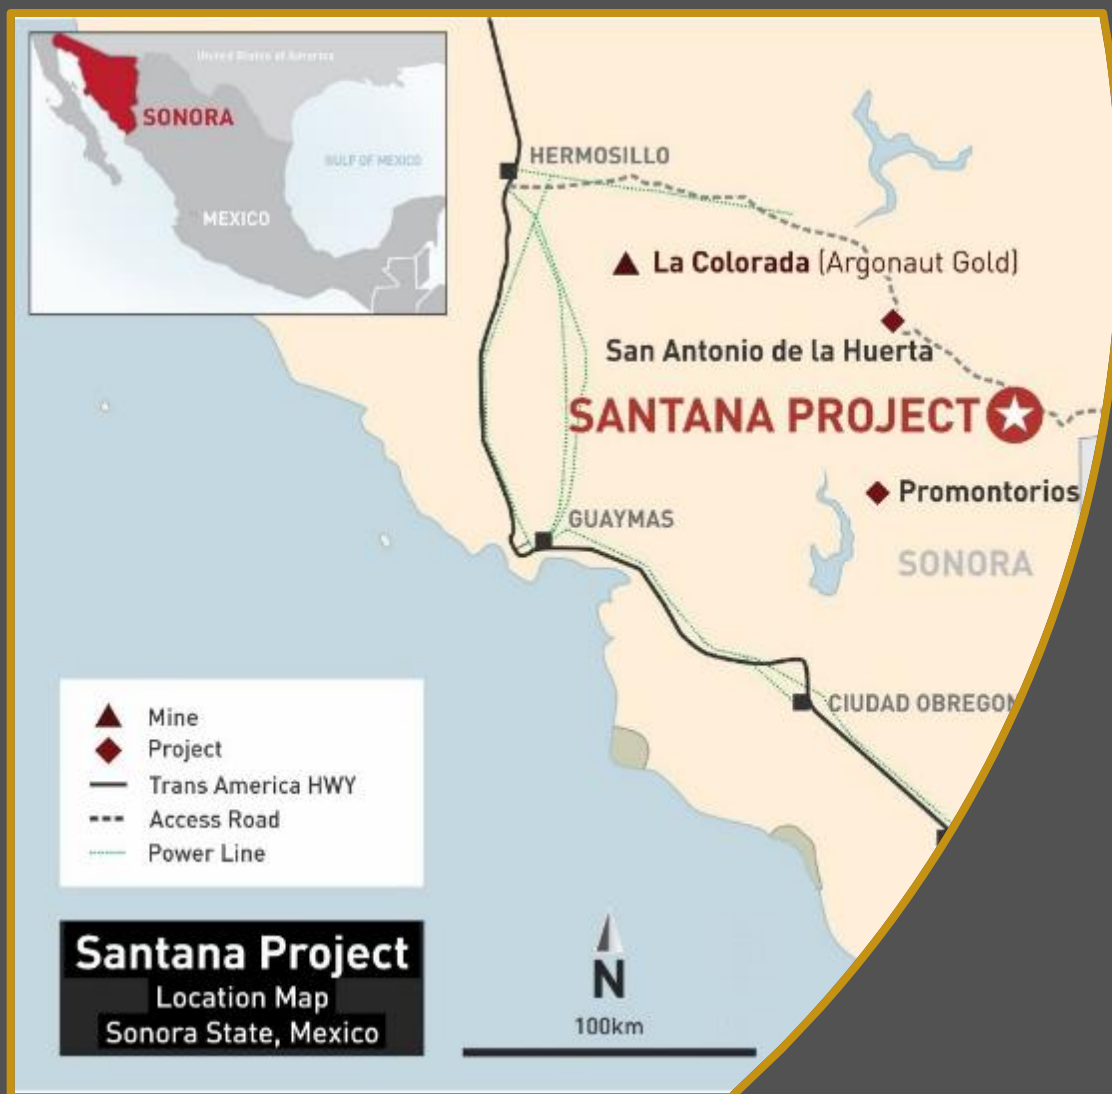 United States of America
SONORA
GULF OF MEXICO
MEXICO
HERMOSILLO
La Colorada (Argonaut Gold)
San Antonio de la Huerta
SANTANA PROJECT
Promontorios
GUAYMAS
SONORA
CIUDAD OBREGON
Mine
Project
Trans America HWY
Access Road
Power Line
Santana Project
Location Map
Sonora State, Mexico
N
100km